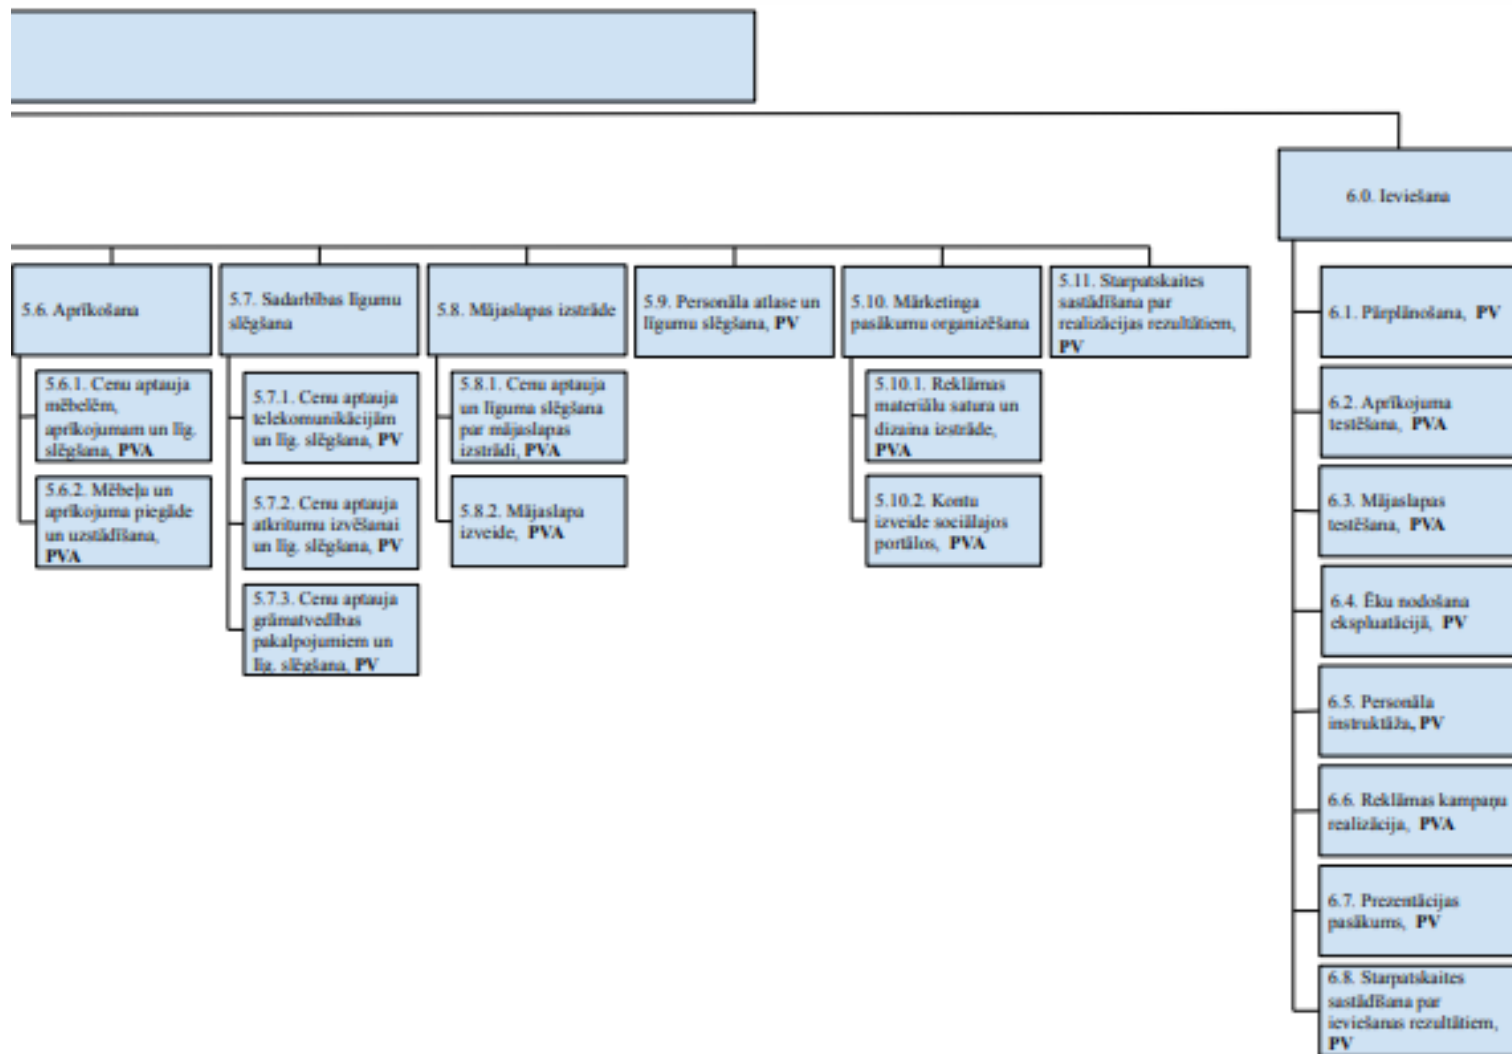 6.0. Ieviešana
5.6. Aprīkošana
5.7. Sadarbības līgumu
slēgšana
5.8. Mājaslapas izstrāde
5.9. Personāla atlase un
līgumu slēgšana, PV
5.10. Mārketinga
pasākumu organizēšana
5.11. Starpatskaites
sastādīšana par
realizācijas rezultātiem,
PV
5.6.1. Cenu aptauja
mēbelēm,
aprīkojumam un līg.
slēgšana, PVA
5.6.2. Mēbeļu un
aprīkojuma piegāde
un uzstādīšana,
PVA
5.7.1. Cenu aptauja
telekomunikācijām
un līg. slēgšana, PV
5.7.2. Cenu aptauja
atkritumu izvēšanai
un līg. slēgšana, PV
5.7.3. Cenu aptauja
grāmatvedības
pakalpojumiem un
līg. slēgšana, PV
5.8.1. Cenu aptauja
un līguma slēgšana
par mājaslapas
izstrādi, PVA
5.8.2. Mājaslapa
izveide, PVA
5.10.1. Reklāmas
materiālu satura un
dizaina izstrāde,
PVA
5.10.2. Kontu
izveide sociālajos
portālos, PVA
6.1. Pārplānošana, PV
6.2. Aprīkojuma
testēšana, PVA
6.3. Mājaslapas
testēšana, PVA
6.4. Ēku nodošana
ekspluatācijā, PV
6.5. Personāla
instruktāža, PV
6.6. Reklāmas kampaņu
realizācija, PVA
6.7. Prezentācijas
pasākums, PV
6.8. Starpatskaites
sastādīšana par
ieviešanas rezultātiem,
PV